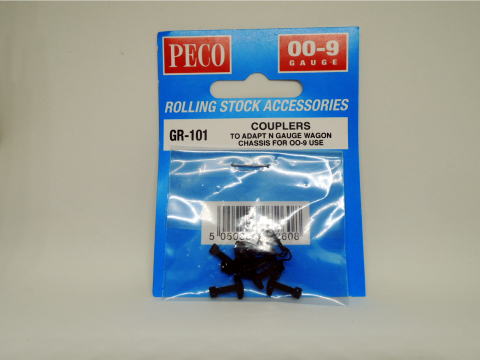 PECO
OO-9
GAUGE
ROLLING STOCK ACCESSORIES
GR-101
COUPLERS
TO ADAPT N GAUGE WAGON
CHASSIS FOR OO-9 USE